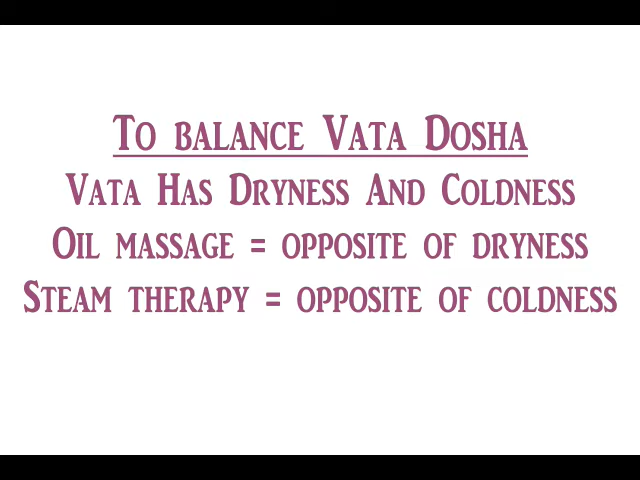 To balance Vata Dosha
Vata Has Dryness And Coldness
Oil massage = opposite of dryness
Steam therapy = opposite of coldness